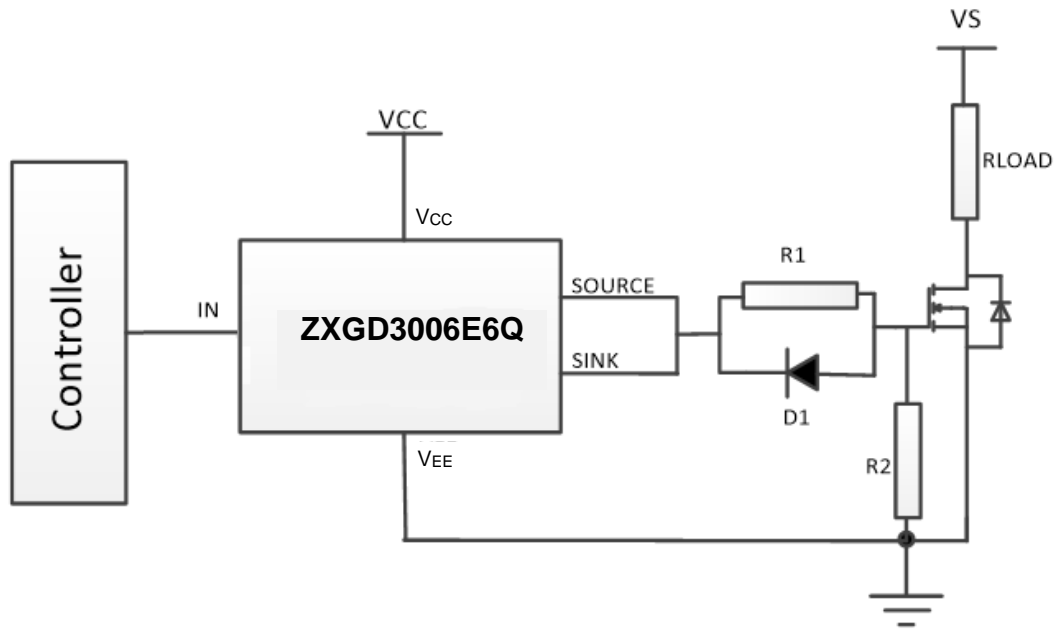 VS
RLOAD
VCC
VCC
Controller
IN
ZXGD3006E6Q
SOURCE
SINK
R1
D1
R2
VEE